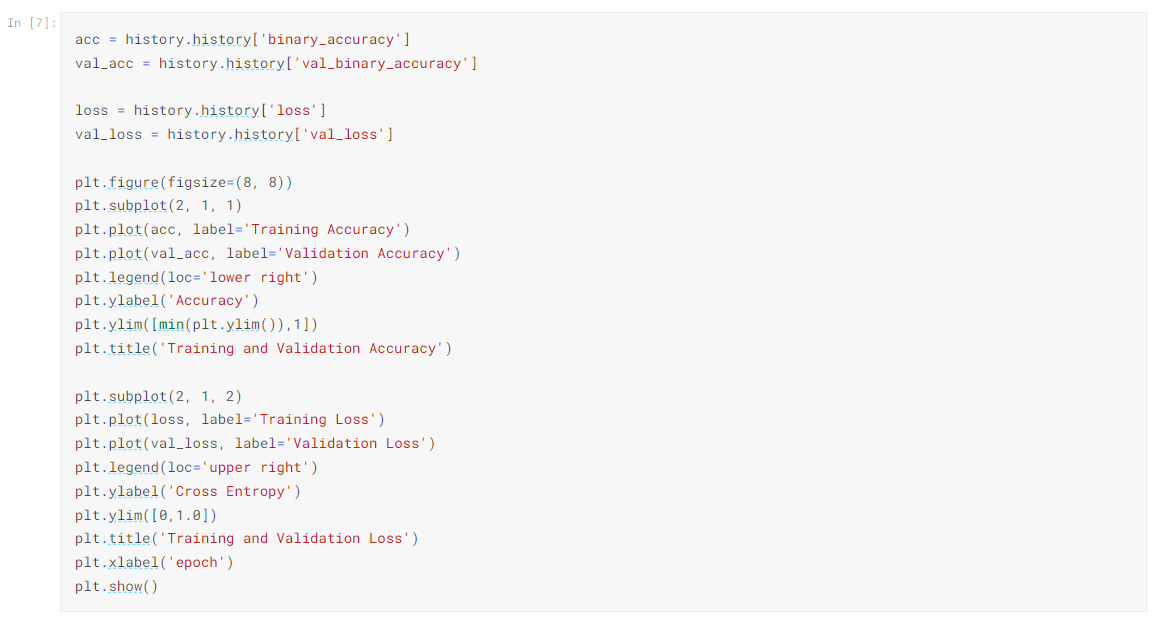 In [7]:
acc = history.history['binary_accuracy']
val_acc = history.history['val_binary_accuracy']
loss = history.history['loss']
val_loss = history.history['val_loss']
plt.figure(figsize=(8, 8))
plt.subplot(2, 1, 1)
plt.plot(acc, label='Training Accuracy')
plt.plot(val_acc, label='Validation Accuracy')
plt.legend(loc='lower right')
plt.ylabel('Accuracy')
plt.ylim([min(plt.ylim()),1])
plt.title('Training and Validation Accuracy')
plt.subplot(2, 1, 2)
plt.plot(loss, label='Training Loss')
plt.plot(val_loss, label='Validation Loss')
plt.legend(loc='upper right')
plt.ylabel('Cross Entropy')
plt.ylim([0,1.0])
plt.title('Training and Validation Loss')
plt.xlabel('epoch')
plt.show()